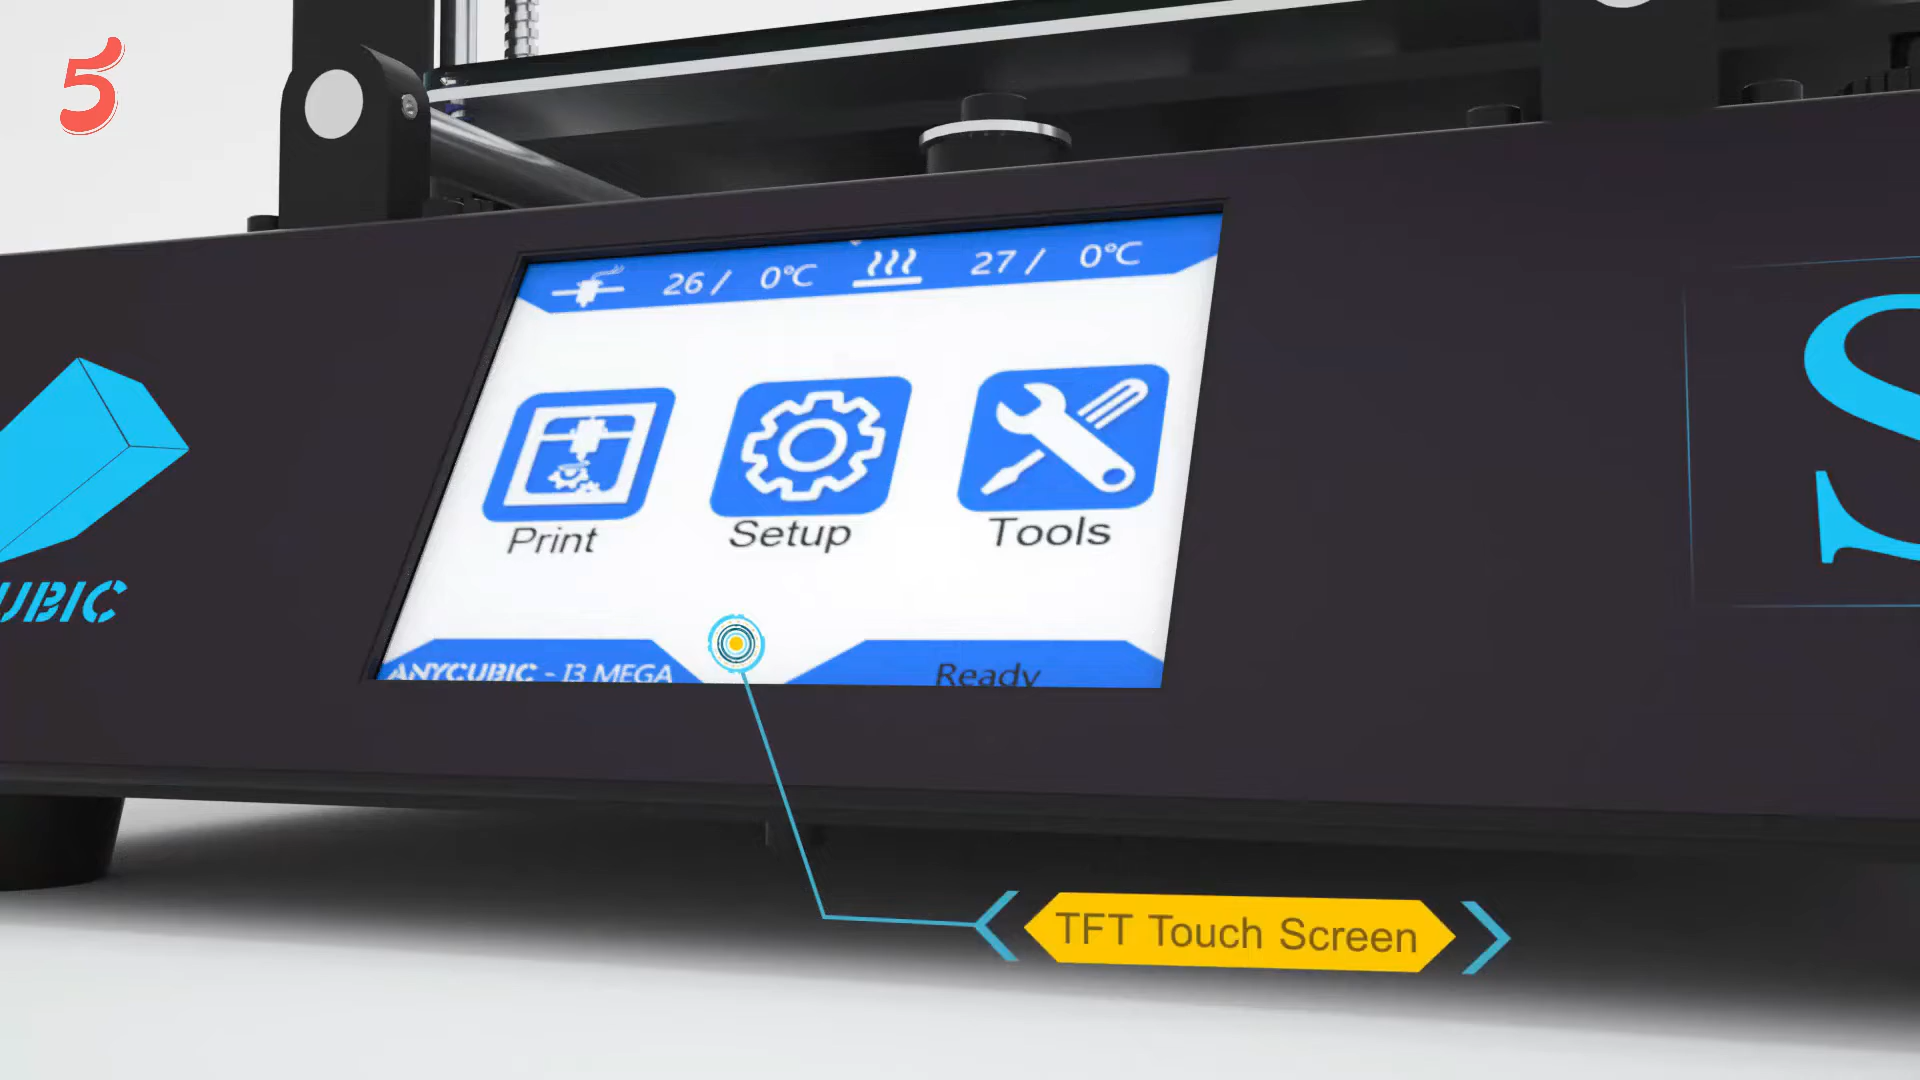 5
26 / 0°C 27 / 0°C
Print Setup Tools
ANYCUBIC - I3 MEGA Ready
UBIC
S
TFT Touch Screen